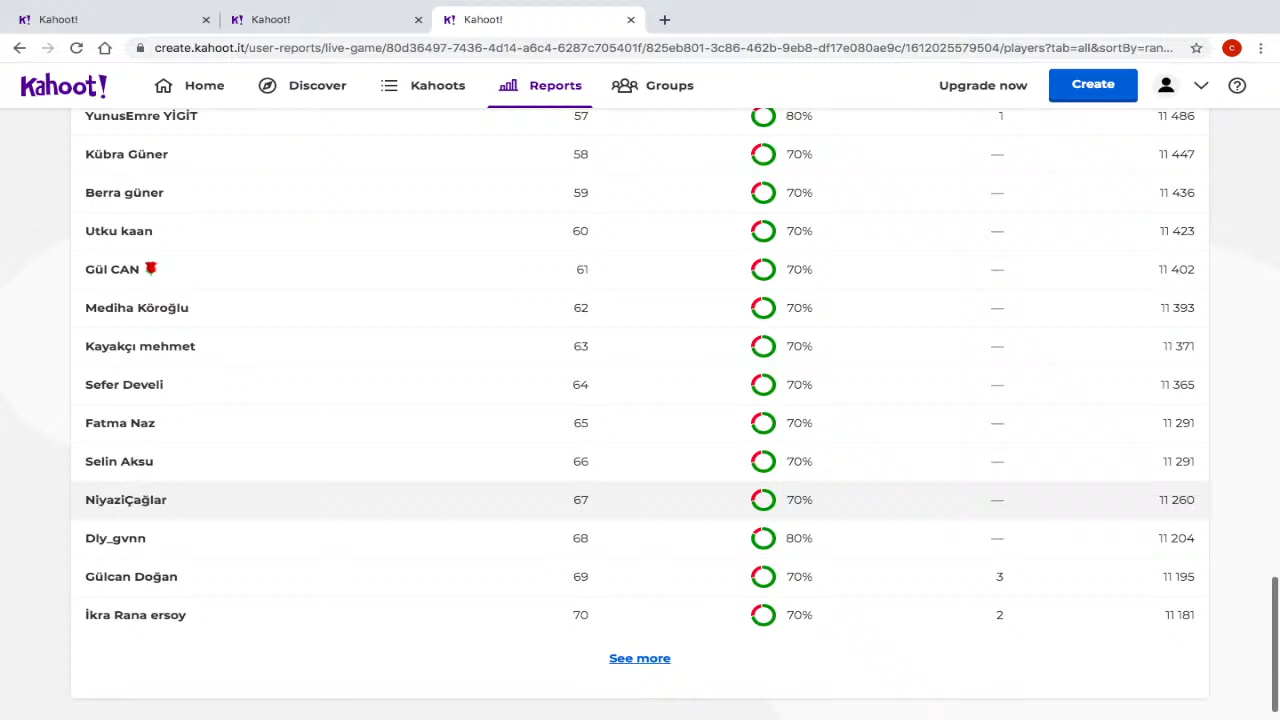 Kahoot! Kahoot! Kahoot!
create.kahoot.it/user-reports/live-game/80d36497-7436-4d14-a6c4-6287c705401f/825eb801-3c86-462b-9eb8-df17e080ae9c/1612025579504/players?tab=all&sortBy=ran... C
Kahoot! Home Discover Kahoots Reports Groups Upgrade now Create
YunusEmre YİGİT 57 80% 1 11 486
Kübra Güner 58 70% — 11 447
Berra güner 59 70% — 11 436
Utku kaan 60 70% — 11 423
Gül CAN 🌹 61 70% — 11 402
Mediha Köroğlu 62 70% — 11 393
Kayakçı mehmet 63 70% — 11 371
Sefer Develi 64 70% — 11 365
Fatma Naz 65 70% — 11 291
Selin Aksu 66 70% — 11 291
NiyaziÇağlar 67 70% — 11 260
Dly_gvnn 68 80% — 11 204
Gülcan Doğan 69 70% 3 11 195
İkra Rana ersoy 70 70% 2 11 181
See more